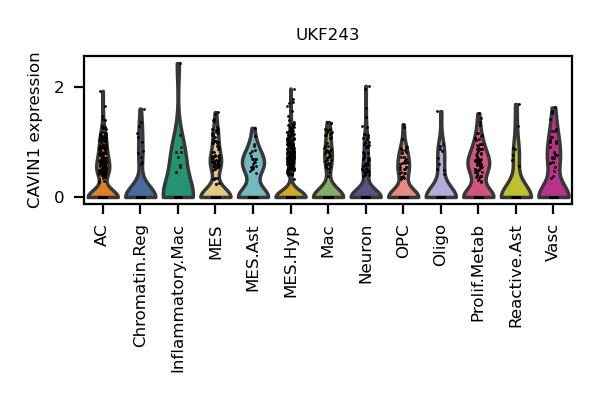 UKF243
CAVIN1 expression
2
0
AC
Chromatin.Reg
Inflammatory.Mac
MES
MES.Ast
MES.Hyp
Mac
Neuron
OPC
Oligo
Prolif.Metab
Reactive.Ast
Vasc